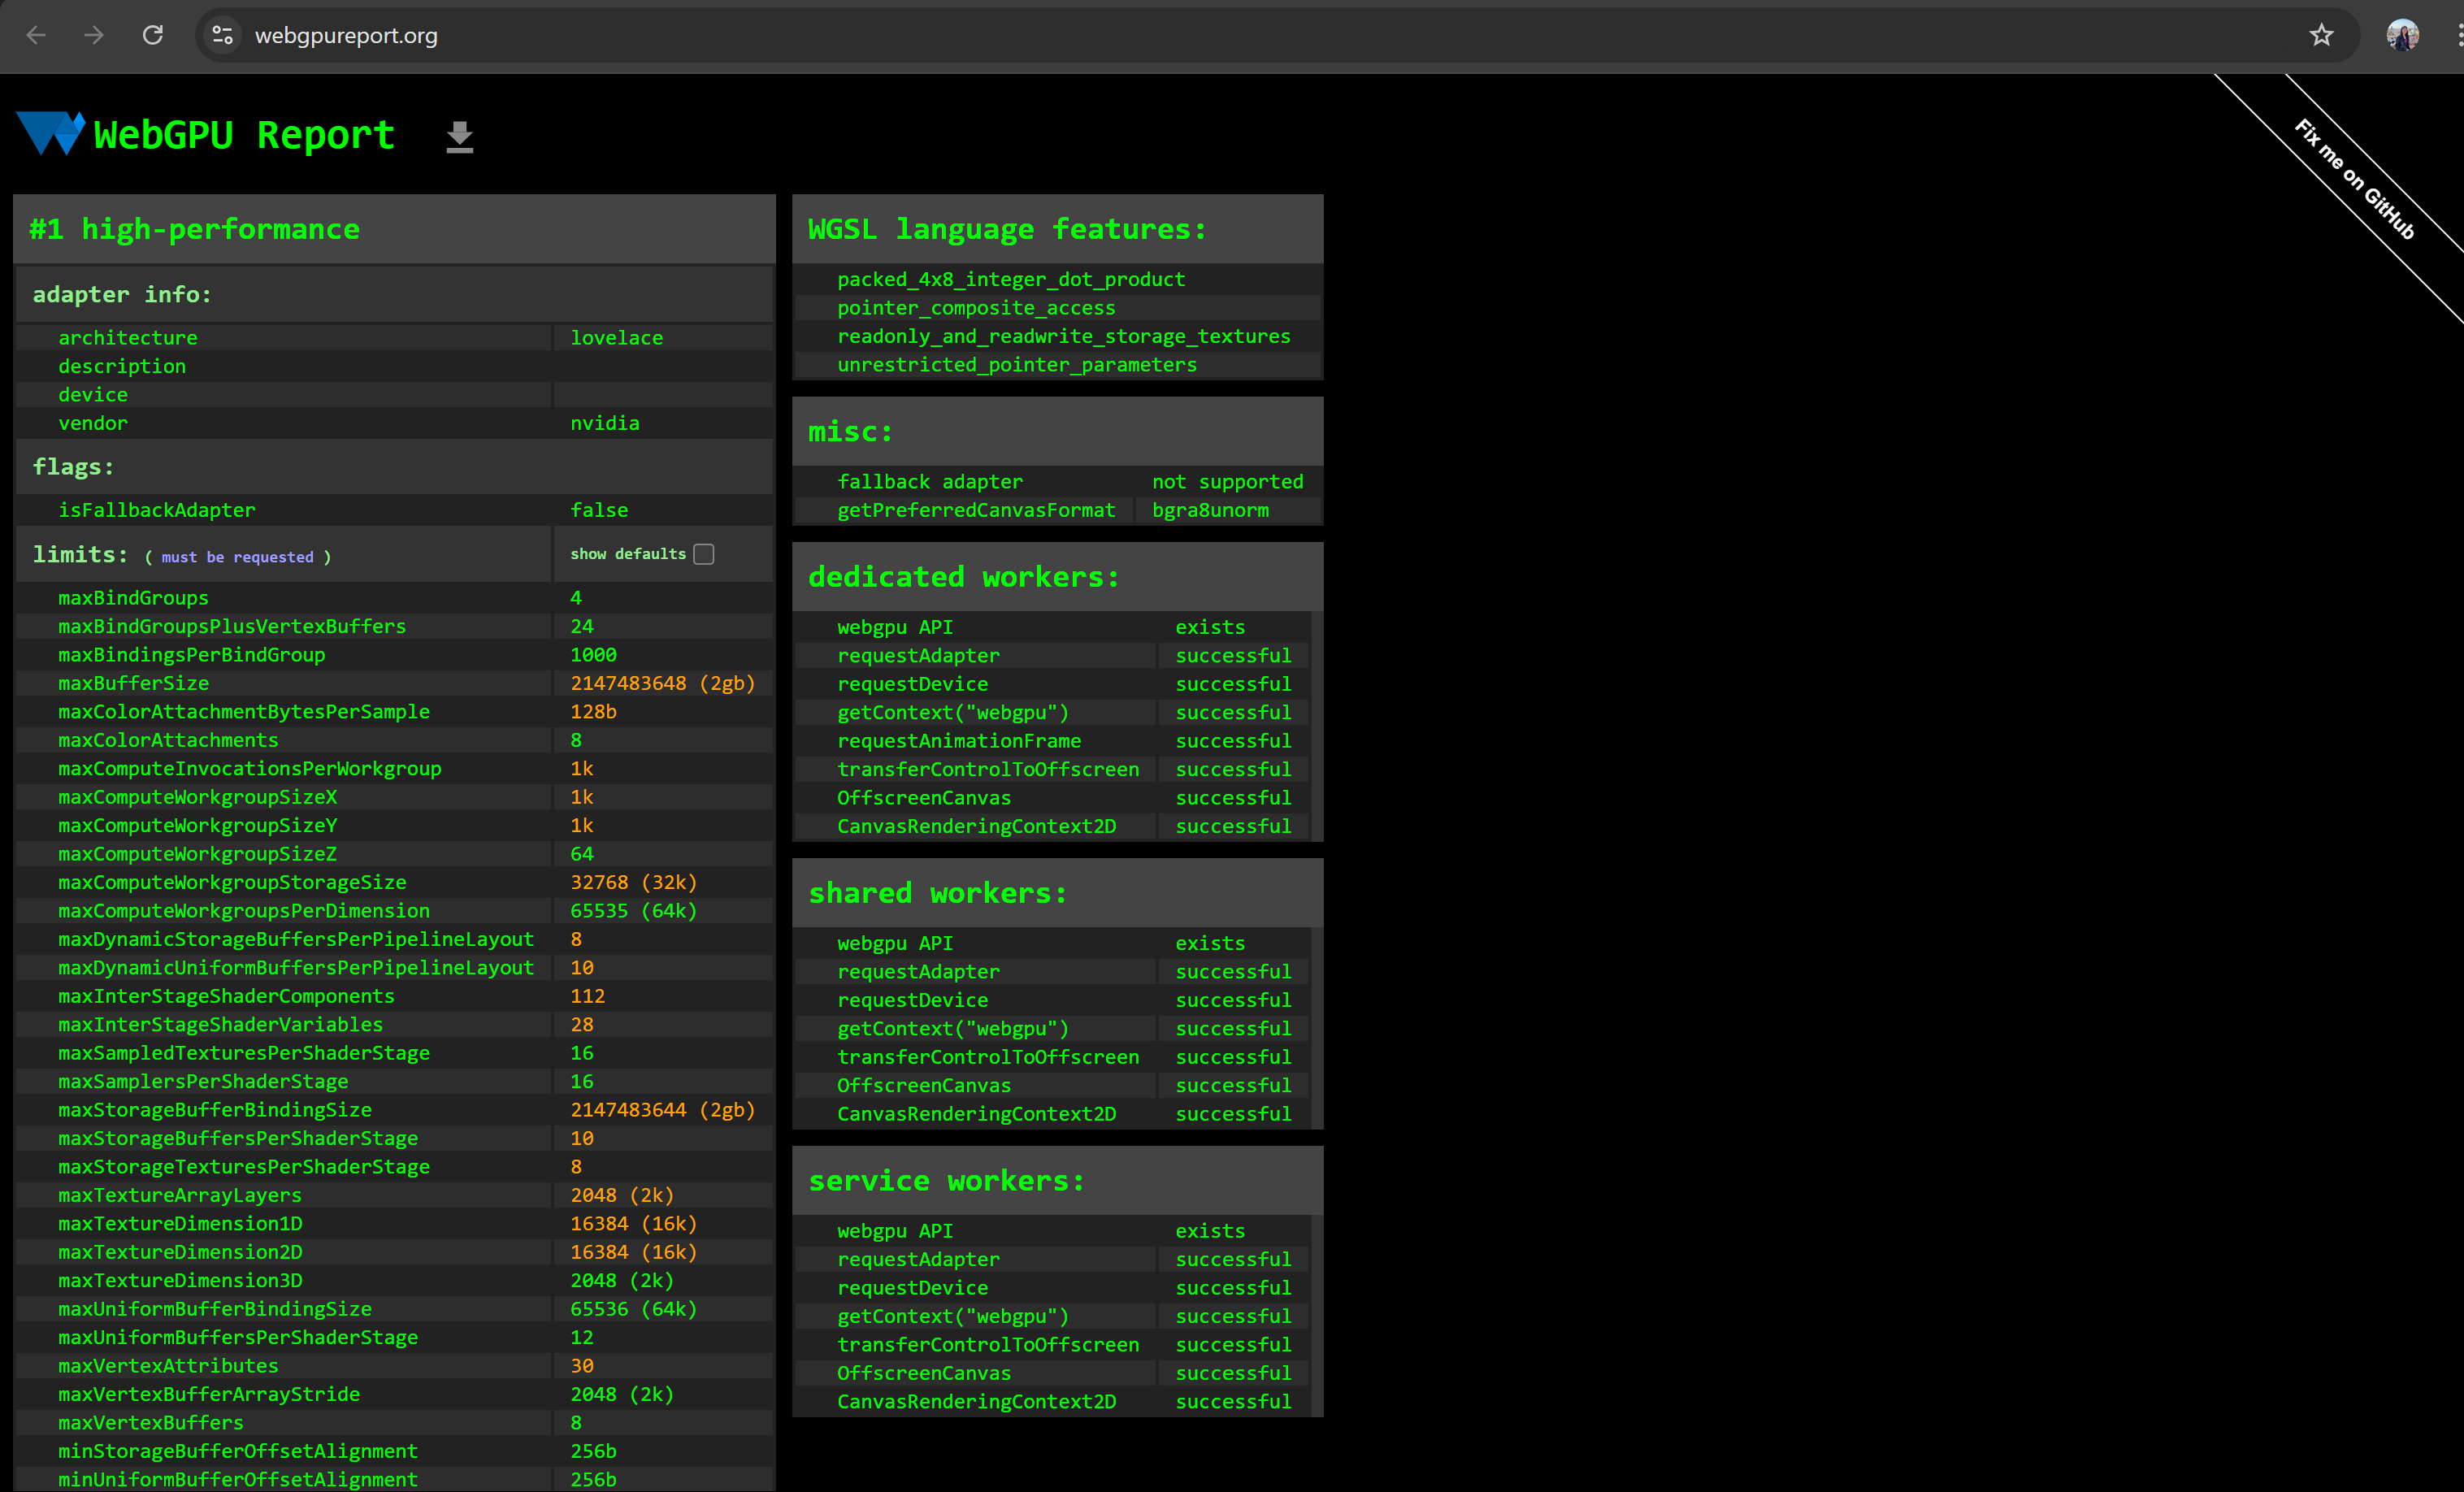 webgpureport.org
WebGPU Report
Fix me on GitHub
#1 high-performance
adapter info:
architecture lovelace
description
device
vendor nvidia
flags:
isFallbackAdapter false
limits: ( must be requested ) show defaults
maxBindGroups 4
maxBindGroupsPlusVertexBuffers 24
maxBindingsPerBindGroup 1000
maxBufferSize 2147483648 (2gb)
maxColorAttachmentBytesPerSample 128b
maxColorAttachments 8
maxComputeInvocationsPerWorkgroup 1k
maxComputeWorkgroupSizeX 1k
maxComputeWorkgroupSizeY 1k
maxComputeWorkgroupSizeZ 64
maxComputeWorkgroupStorageSize 32768 (32k)
maxComputeWorkgroupsPerDimension 65535 (64k)
maxDynamicStorageBuffersPerPipelineLayout 8
maxDynamicUniformBuffersPerPipelineLayout 10
maxInterStageShaderComponents 112
maxInterStageShaderVariables 28
maxSampledTexturesPerShaderStage 16
maxSamplersPerShaderStage 16
maxStorageBufferBindingSize 2147483644 (2gb)
maxStorageBuffersPerShaderStage 10
maxStorageTexturesPerShaderStage 8
maxTextureArrayLayers 2048 (2k)
maxTextureDimension1D 16384 (16k)
maxTextureDimension2D 16384 (16k)
maxTextureDimension3D 2048 (2k)
maxUniformBufferBindingSize 65536 (64k)
maxUniformBuffersPerShaderStage 12
maxVertexAttributes 30
maxVertexBufferArrayStride 2048 (2k)
maxVertexBuffers 8
minStorageBufferOffsetAlignment 256b
minUniformBufferOffsetAlignment 256b
WGSL language features:
packed_4x8_integer_dot_product
pointer_composite_access
readonly_and_readwrite_storage_textures
unrestricted_pointer_parameters
misc:
fallback adapter not supported
getPreferredCanvasFormat bgra8unorm
dedicated workers:
webgpu API exists
requestAdapter successful
requestDevice successful
getContext("webgpu") successful
requestAnimationFrame successful
transferControlToOffscreen successful
OffscreenCanvas successful
CanvasRenderingContext2D successful
shared workers:
webgpu API exists
requestAdapter successful
requestDevice successful
getContext("webgpu") successful
transferControlToOffscreen successful
OffscreenCanvas successful
CanvasRenderingContext2D successful
service workers:
webgpu API exists
requestAdapter successful
requestDevice successful
getContext("webgpu") successful
transferControlToOffscreen successful
OffscreenCanvas successful
CanvasRenderingContext2D successful